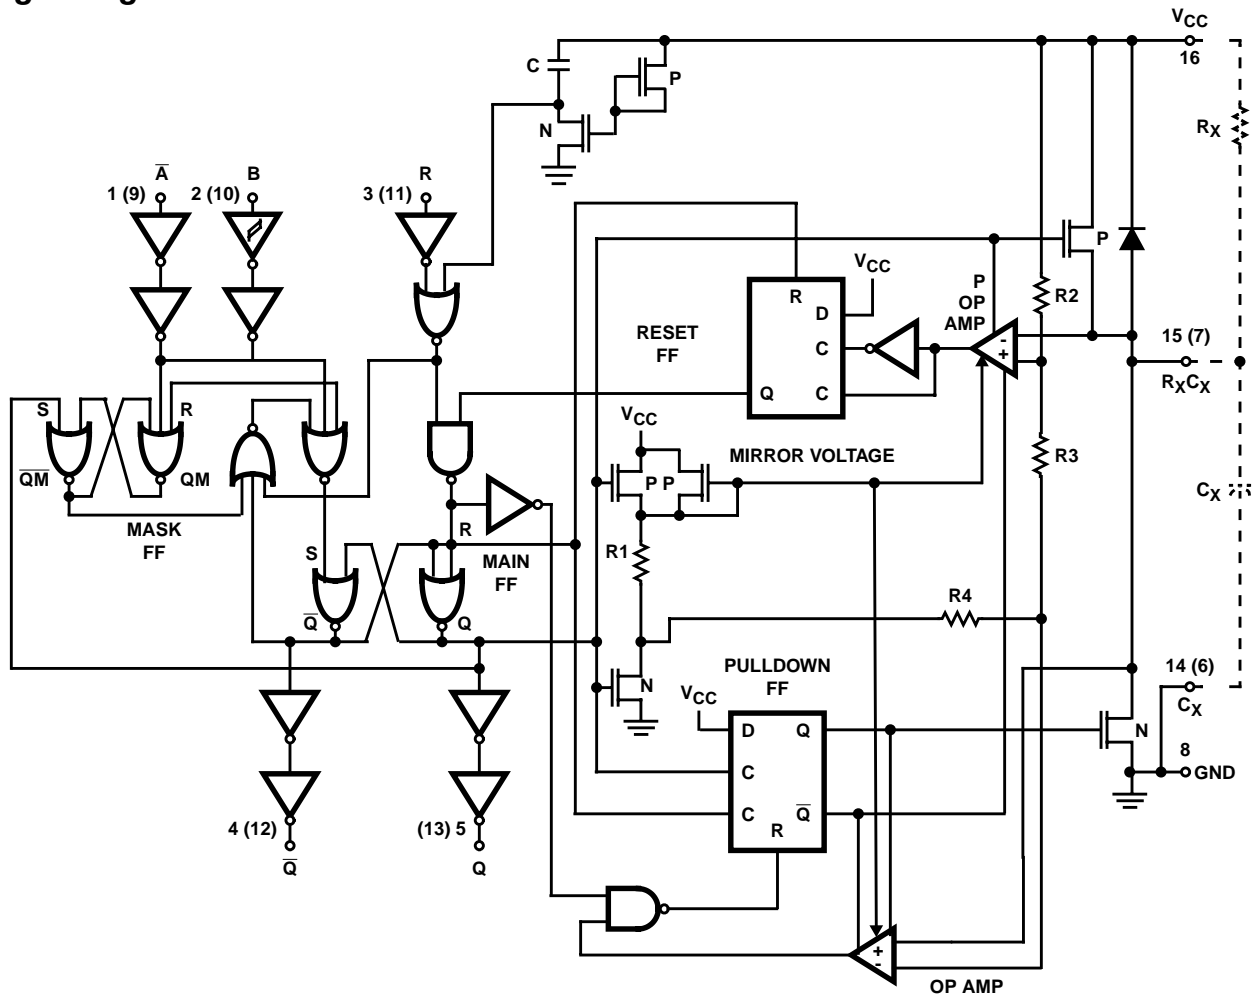 VCC
16
C
P
N
RX
A̅
B
R
1 (9)
2 (10)
3 (11)
P
VCC
R
D
P
OP
AMP
R2
RESET
FF
C
-
+
15 (7)
RXCX
Q
C
S
R
VCC
Q̅M̅
QM
P P
MIRROR VOLTAGE
R3
CX
MASK
FF
R
MAIN
FF
R1
S
Q̅
Q
R4
N
PULLDOWN
FF
14 (6)
CX
VCC
D
Q
N
8
GND
C
C
Q̅
R
4 (12)
(13) 5
Q̅
Q
+
-
OP AMP